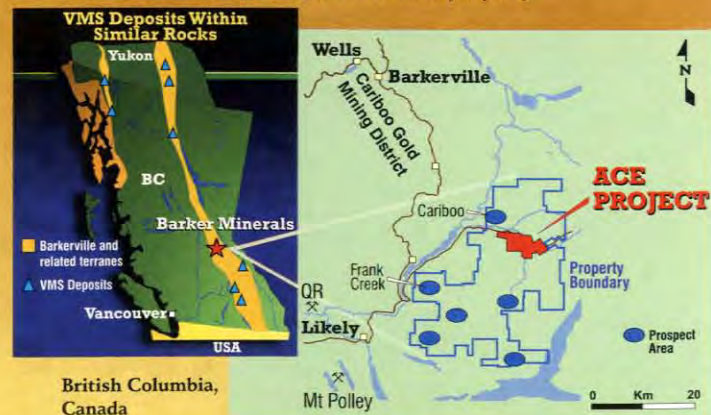 VMS Deposits Within
Similar Rocks
Yukon
BC
Barker Minerals
Barkerville and
related terranes
VMS Deposits
Vancouver
USA
British Columbia,
Canada
Wells
Barkerville
Cariboo Gold
Mining District
N
ACE
PROJECT
Cariboo
Frank
Creek
Property
Boundary
QR
Likely
Prospect
Area
Mt Polley
0 Km 20